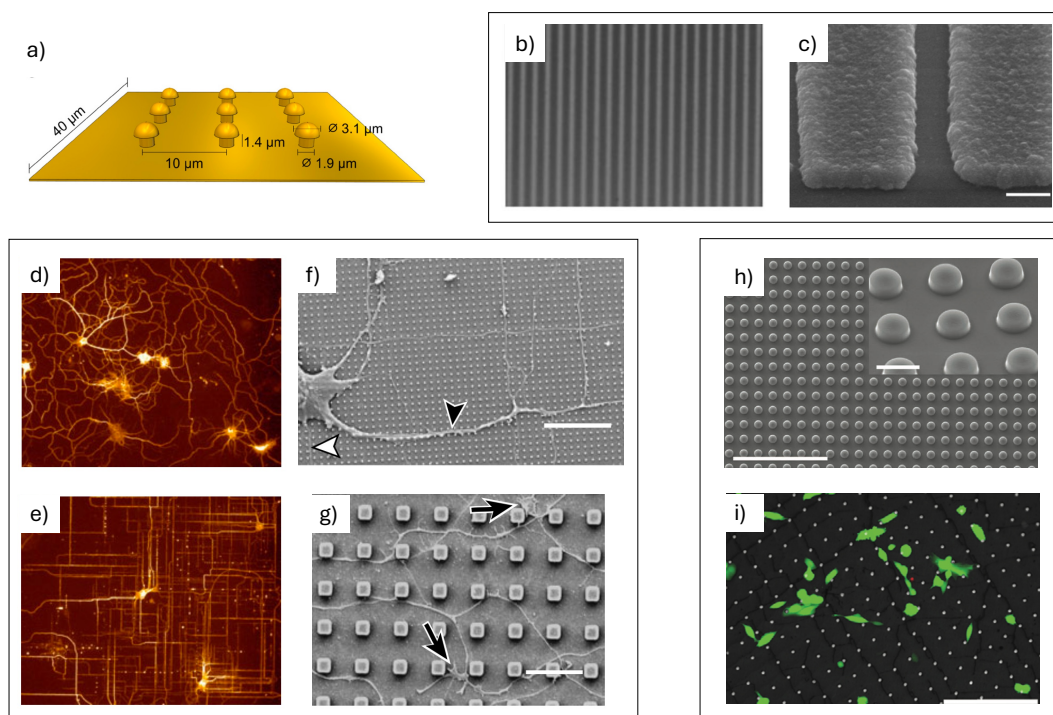 a)
40 µm
10 µm
1.4 µm
Ø 3.1 µm
Ø 1.9 µm
b)
c)
d)
e)
f)
g)
h)
i)